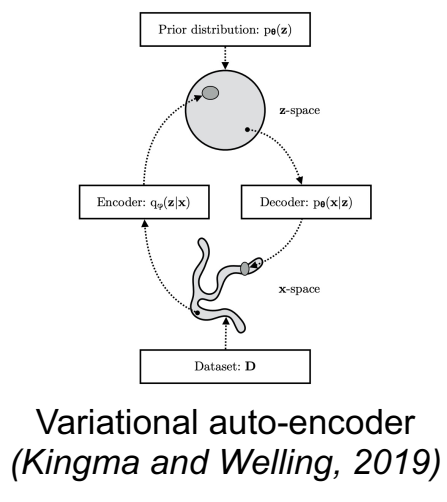 Prior distribution: p𝛉(𝐳)
𝐳-space
Encoder: qφ(𝐳|𝐱)
Decoder: p𝛉(𝐱|𝐳)
𝐱-space
Dataset: 𝐃
Variational auto-encoder
(Kingma and Welling, 2019)